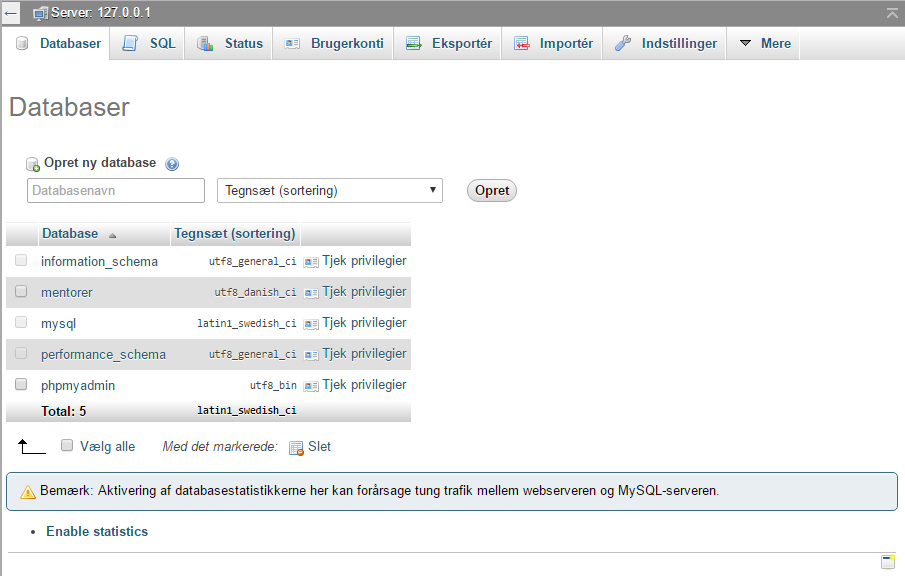 Server: 127.0.0.1
Databaser SQL Status Brugerkonti Eksportér Importér Indstillinger Mere
Databaser
Opret ny database
Databasenavn Tegnsæt (sortering) Opret
Database Tegnsæt (sortering)
information_schema utf8_general_ci Tjek privilegier
mentorer utf8_danish_ci Tjek privilegier
mysql latin1_swedish_ci Tjek privilegier
performance_schema utf8_general_ci Tjek privilegier
phpmyadmin utf8_bin Tjek privilegier
Total: 5 latin1_swedish_ci
Vælg alle Med det markerede: Slet
Bemærk: Aktivering af databasestatistikkerne her kan forårsage tung trafik mellem webserveren og MySQL-serveren.
Enable statistics